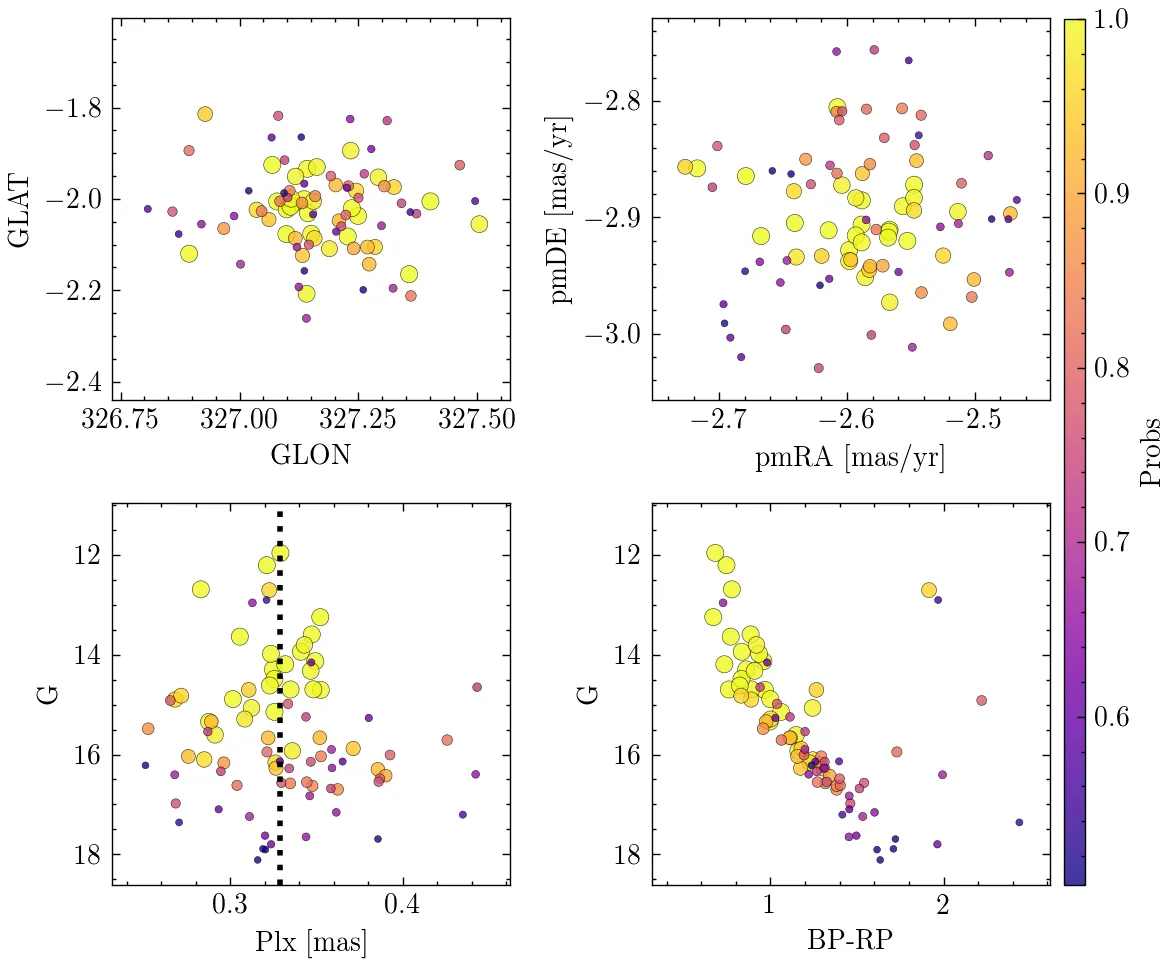 GLAT
−1.8
−2.0
−2.2
−2.4
326.75 327.00 327.25 327.50
GLON
pmDE [mas/yr]
−2.8
−2.9
−3.0
−2.7 −2.6 −2.5
pmRA [mas/yr]
G
12
14
16
18
0.3 0.4
Plx [mas]
G
12
14
16
18
1 2
BP-RP
1.0
0.9
0.8
0.7
0.6
Probs